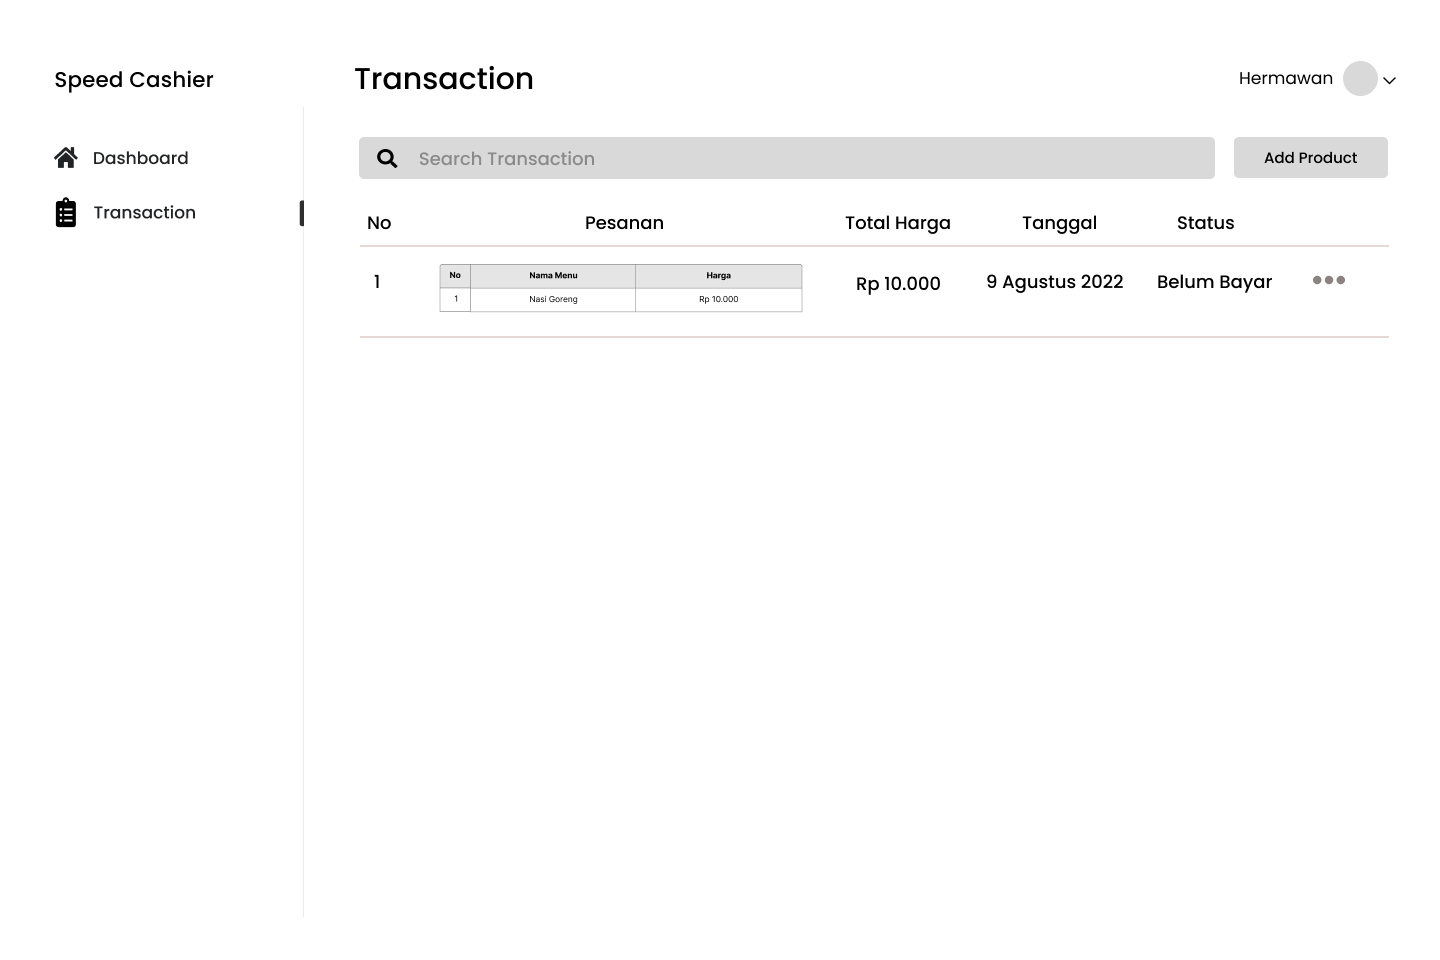 Speed Cashier
Transaction
Hermawan
Dashboard
Transaction
Search Transaction
Add Product
No Pesanan Total Harga Tanggal Status
No Nama Menu Harga
1 Rp 10.000 9 Agustus 2022 Belum Bayar
1 Nasi Goreng Rp 10.000